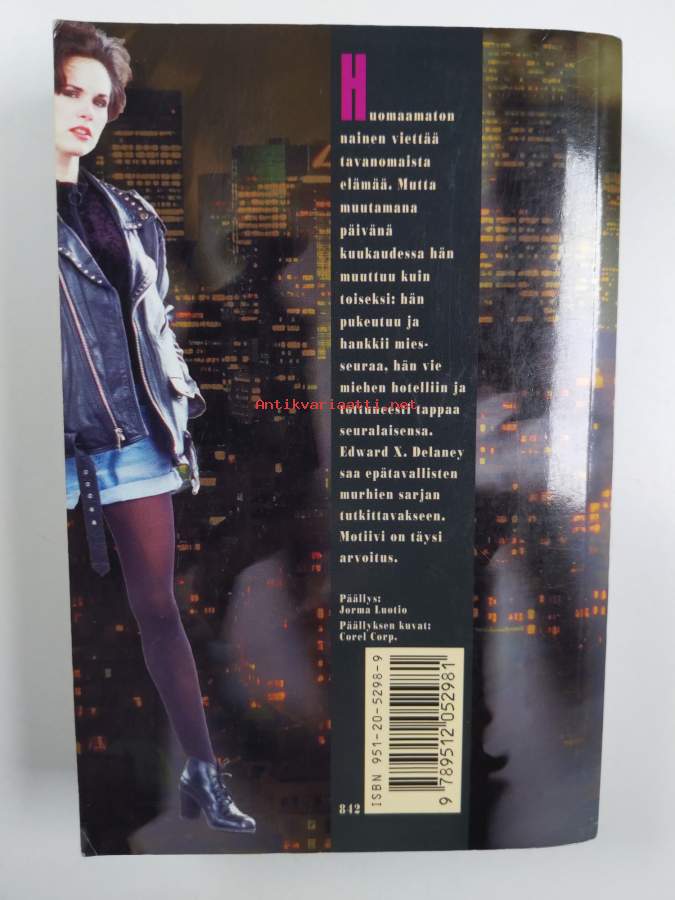 Huomaamaton
nainen viettää
tavanomaista
elämää. Mutta
muutamana
päivänä
kuukaudessa hän
muuttuu kuin
toiseksi: hän
pukeutuu ja
hankkii mies-
seuraa, hän vie
miehen hotelliin ja
Antikvariaatti.net
tappaa
seuralaisensa.
Edward X. Delaney
saa epätavallisten
murhien sarjan
tutkittavakseen.
Motiivi on täysi
arvoitus.
Päällys:
Jorma Luotio
Päällyksen kuvat:
Corel Corp.
ISBN 951-20-5298-9
9 789512 052981
842